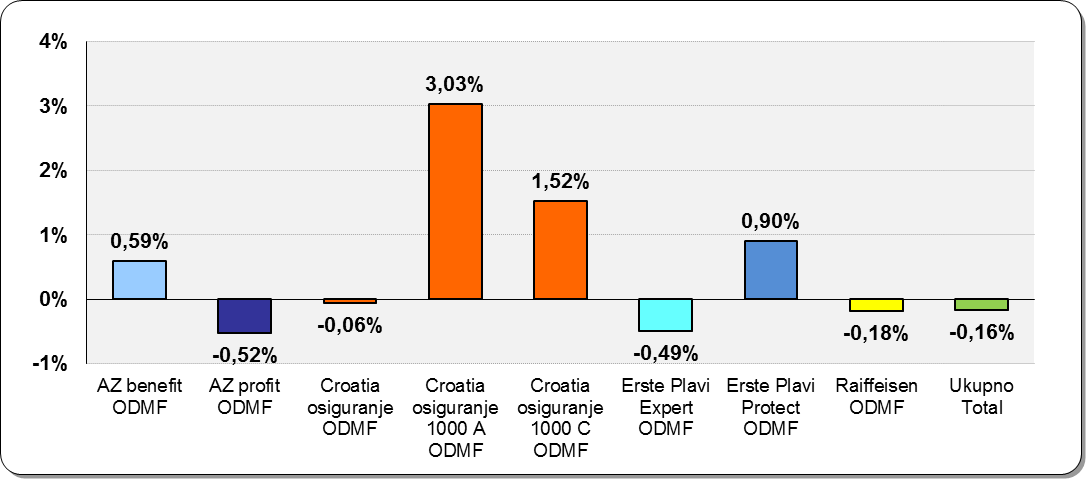 4%
3%
2%
1%
0%
-1%
0,59%
-0,52%
-0,06%
3,03%
1,52%
-0,49%
0,90%
-0,18%
-0,16%
AZ benefit
ODMF
AZ profit
ODMF
Croatia
osiguranje
ODMF
Croatia
osiguranje
1000 A
ODMF
Croatia
osiguranje
1000 C
ODMF
Erste Plavi
Expert
ODMF
Erste Plavi
Protect
ODMF
Raiffeisen
ODMF
Ukupno
Total